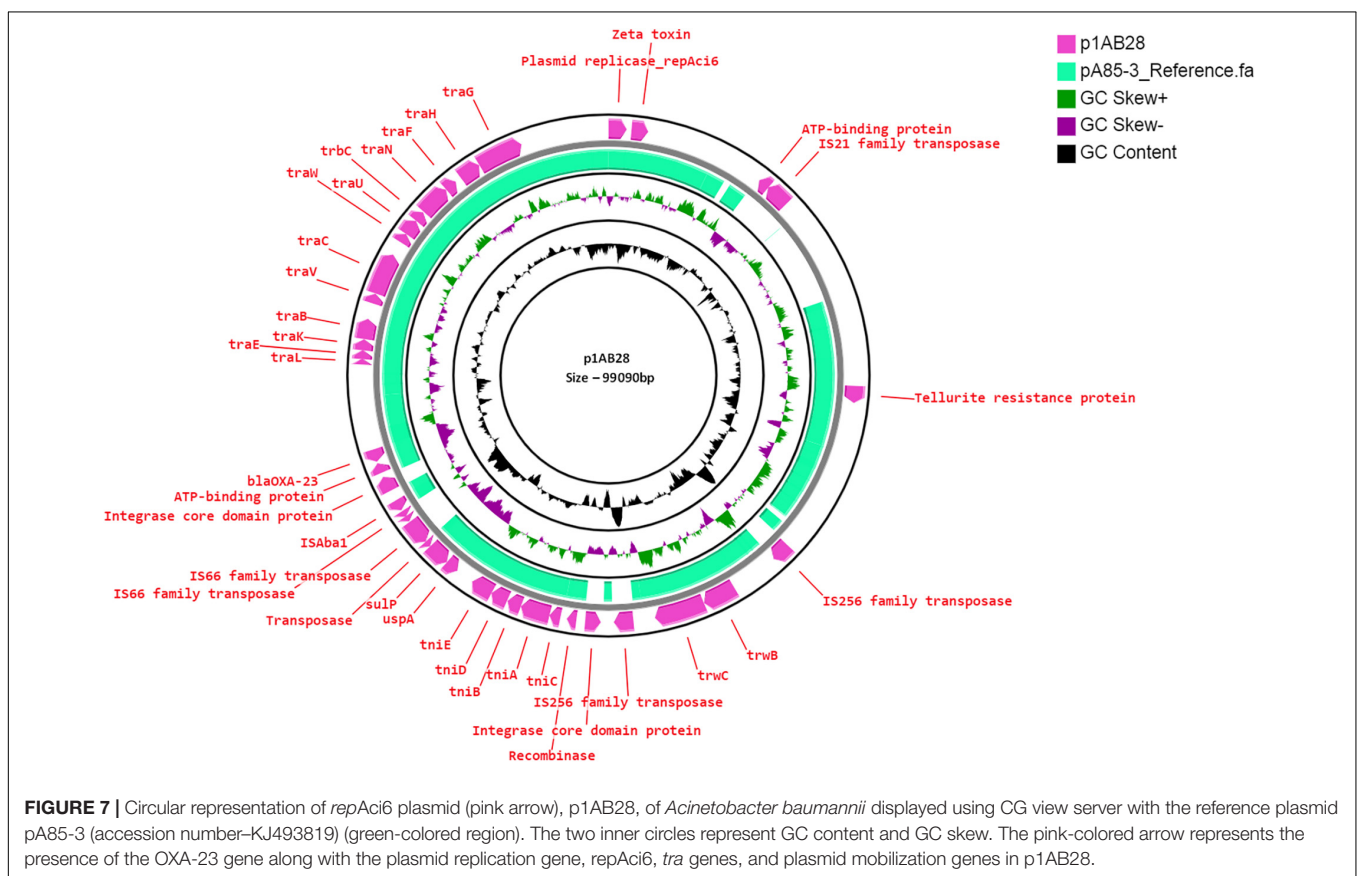 Zeta toxin
Plasmid replicase_repAci6
traG
traH
traF
traN
trbC
traU
traW
traC
traV
traB
traK
traE
traL
ATP-binding protein
IS21 family transposase
Tellurite resistance protein
IS256 family transposase
trwB
trwC
IS256 family transposase
Integrase core domain protein
Recombinase
tniC
tniA
tniB
tniD
tniE
uspA
sulP
Transposase
IS66 family transposase
IS66 family transposase
ISAba1
Integrase core domain protein
ATP-binding protein
blaOXA-23
p1AB28
Size – 99090bp
p1AB28
pA85-3_Reference.fa
GC Skew+
GC Skew-
GC Content
FIGURE 7 | Circular representation of repAci6 plasmid (pink arrow), p1AB28, of Acinetobacter baumannii displayed using CG view server with the reference plasmid
pA85-3 (accession number–KJ493819) (green-colored region). The two inner circles represent GC content and GC skew. The pink-colored arrow represents the
presence of the OXA-23 gene along with the plasmid replication gene, repAci6, tra genes, and plasmid mobilization genes in p1AB28.